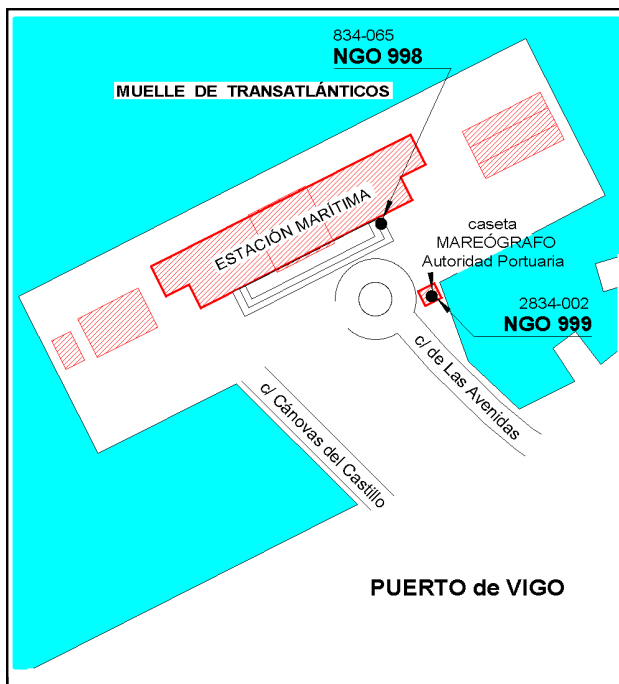 834-065
NGO 998
MUELLE DE TRANSATLÁNTICOS
ESTACIÓN MARÍTIMA
caseta
MAREÓGRAFO
Autoridad Portuaria
2834-002
NGO 999
c/ de Las Avenidas
c/ Cánovas del Castillo
PUERTO de VIGO